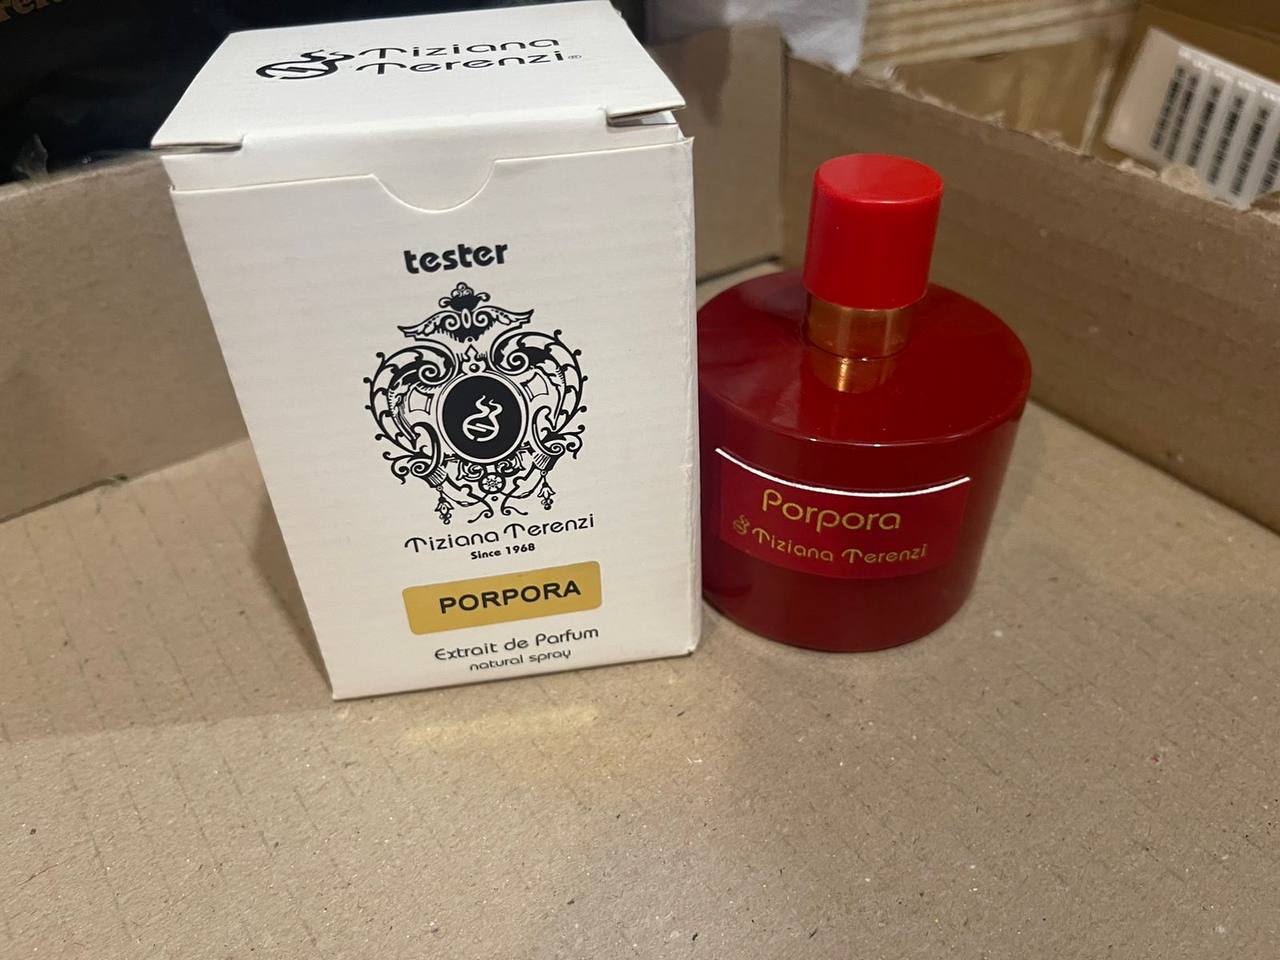 Tiziana
Terenzi®
tester
Tiziana Terenzi
Since 1968
PORPORA
Extrait de Parfum
natural spray
Porpora
Tiziana Terenzi